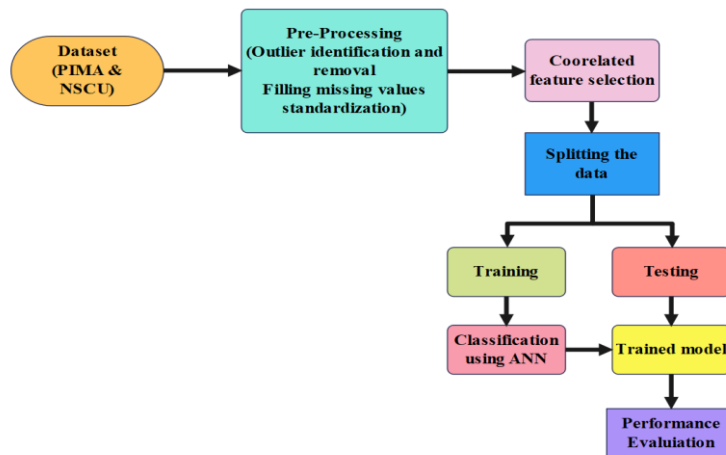 Dataset
(PIMA &
NSCU)
Pre-Processing
(Outlier identification and
removal
Filling missing values
standardization)
Coorelated
feature selection
Splitting the
data
Training
Testing
Classification
using ANN
Trained model
Performance
Evaluiation